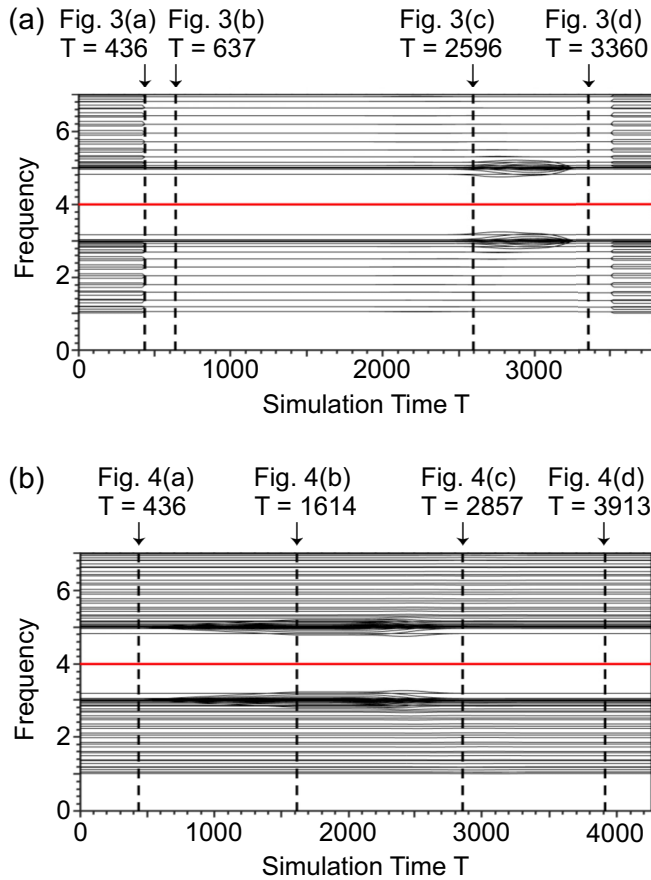 (a)
Fig. 3(a) Fig. 3(b) Fig. 3(c) Fig. 3(d)
T = 436 T = 637 T = 2596 T = 3360
6
4
2
0
Frequency
0 1000 2000 3000
Simulation Time T
(b)
Fig. 4(a) Fig. 4(b) Fig. 4(c) Fig. 4(d)
T = 436 T = 1614 T = 2857 T = 3913
6
4
2
0
Frequency
0 1000 2000 3000 4000
Simulation Time T